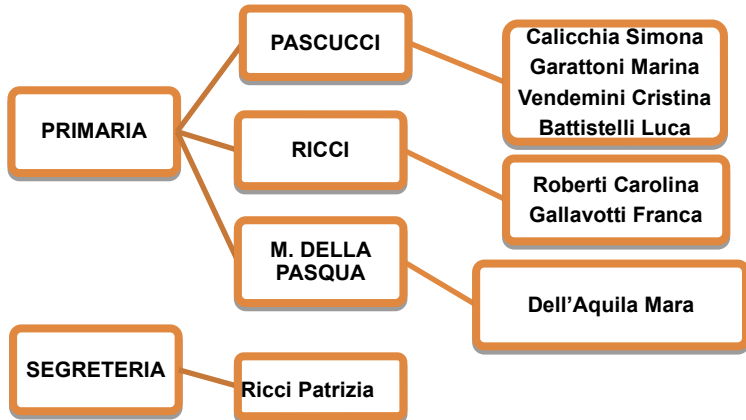 PRIMARIA
PASCUCCI
Calicchia Simona
Garattoni Marina
Vendemini Cristina
Battistelli Luca
RICCI
Roberti Carolina
Gallavotti Franca
M. DELLA
PASQUA
Dell’Aquila Mara
SEGRETERIA
Ricci Patrizia